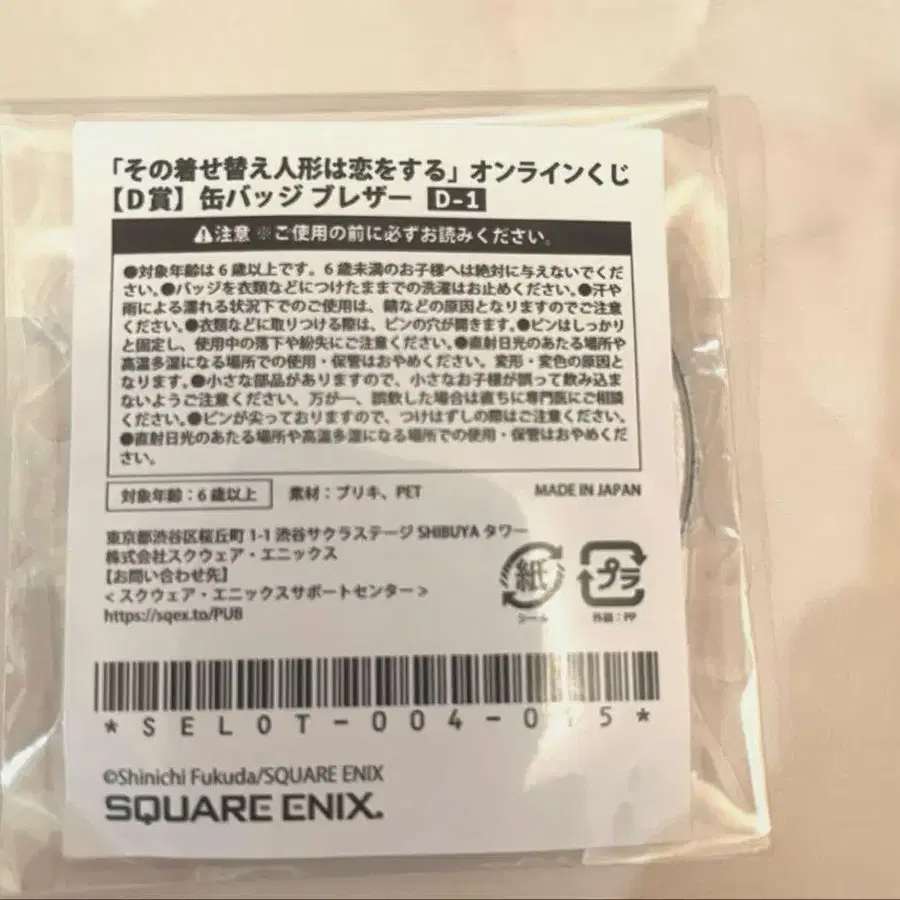 「その着せ替え人形は恋をする」オンラインくじ
【D賞】缶バッジ ブレザー D-1
⚠注意 ※ご使用の前に必ずお読みください。
●対象年齢は6歳以上です。6歳未満のお子様へは絶対に与えないでくだ
さい。●バッジを衣類などにつけたままでの洗濯はお止めください。●汗や
雨による濡れる状況下でのご使用は、錆などの原因となりますのでご注意
ください。●衣類などに取りつける際は、ピンの穴が開きます。●ピンはしっかり
と固定し、使用中の落下や紛失にご注意ください。●直射日光のあたる場所や
高温多湿になる場所での使用・保管はおやめください。変形・変色の原因と
なります。●小さな部品がありますので、小さなお子様が誤って飲み込ま
ないようご注意ください。万が一、誤飲した場合は直ちに専門医にご相談
ください。●ピンが尖っておりますので、つけはずしの際はご注意ください。
●直射日光のあたる場所や高温多湿になる場所での使用・保管はおやめくだ
さい。
対象年齢：6歳以上 素材：ブリキ、PET MADE IN JAPAN
東京都渋谷区桜丘町1-1 渋谷サクラステージ SHIBUYA タワー
株式会社スクウェア・エニックス
【お問い合わせ先】
＜スクウェア・エニックスサポートセンター＞
https://sqex.to/PUB
紙 プラ
シール 外装：PP
*SELOT-004-015*
©Shinichi Fukuda/SQUARE ENIX
SQUARE ENIX.